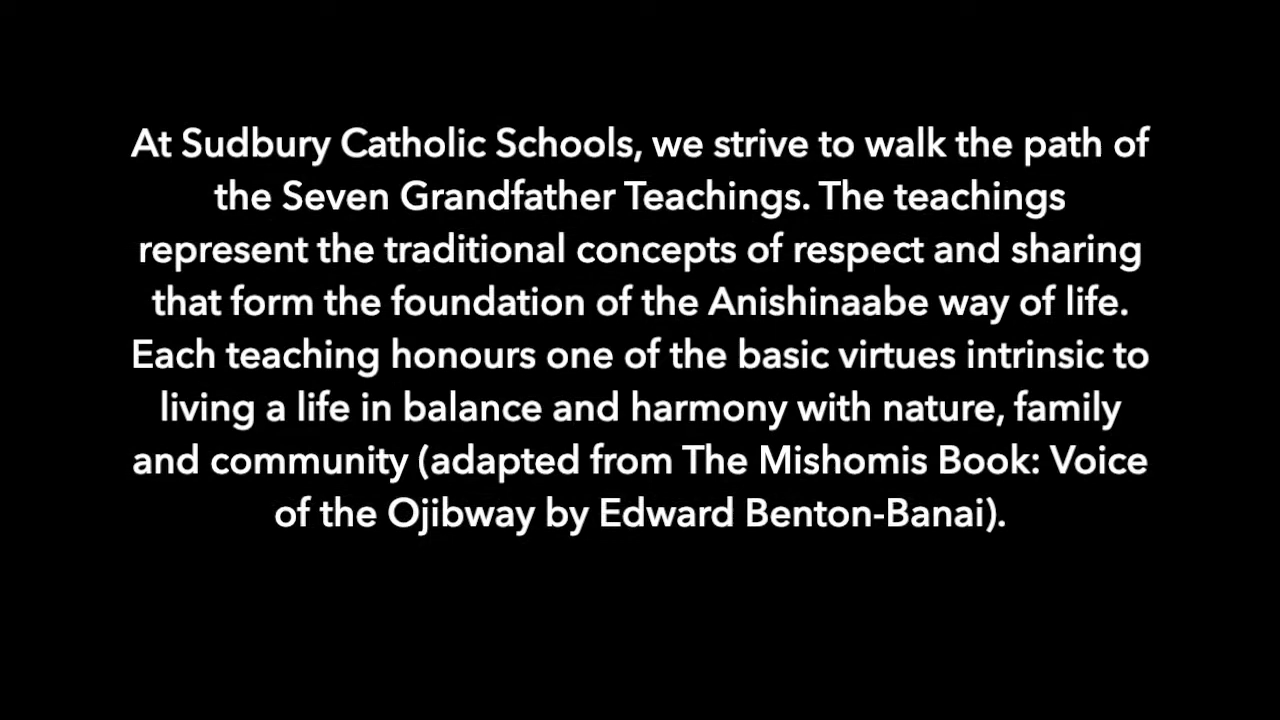 At Sudbury Catholic Schools, we strive to walk the path of
the Seven Grandfather Teachings. The teachings
represent the traditional concepts of respect and sharing
that form the foundation of the Anishinaabe way of life.
Each teaching honours one of the basic virtues intrinsic to
living a life in balance and harmony with nature, family
and community (adapted from The Mishomis Book: Voice
of the Ojibway by Edward Benton-Banai).